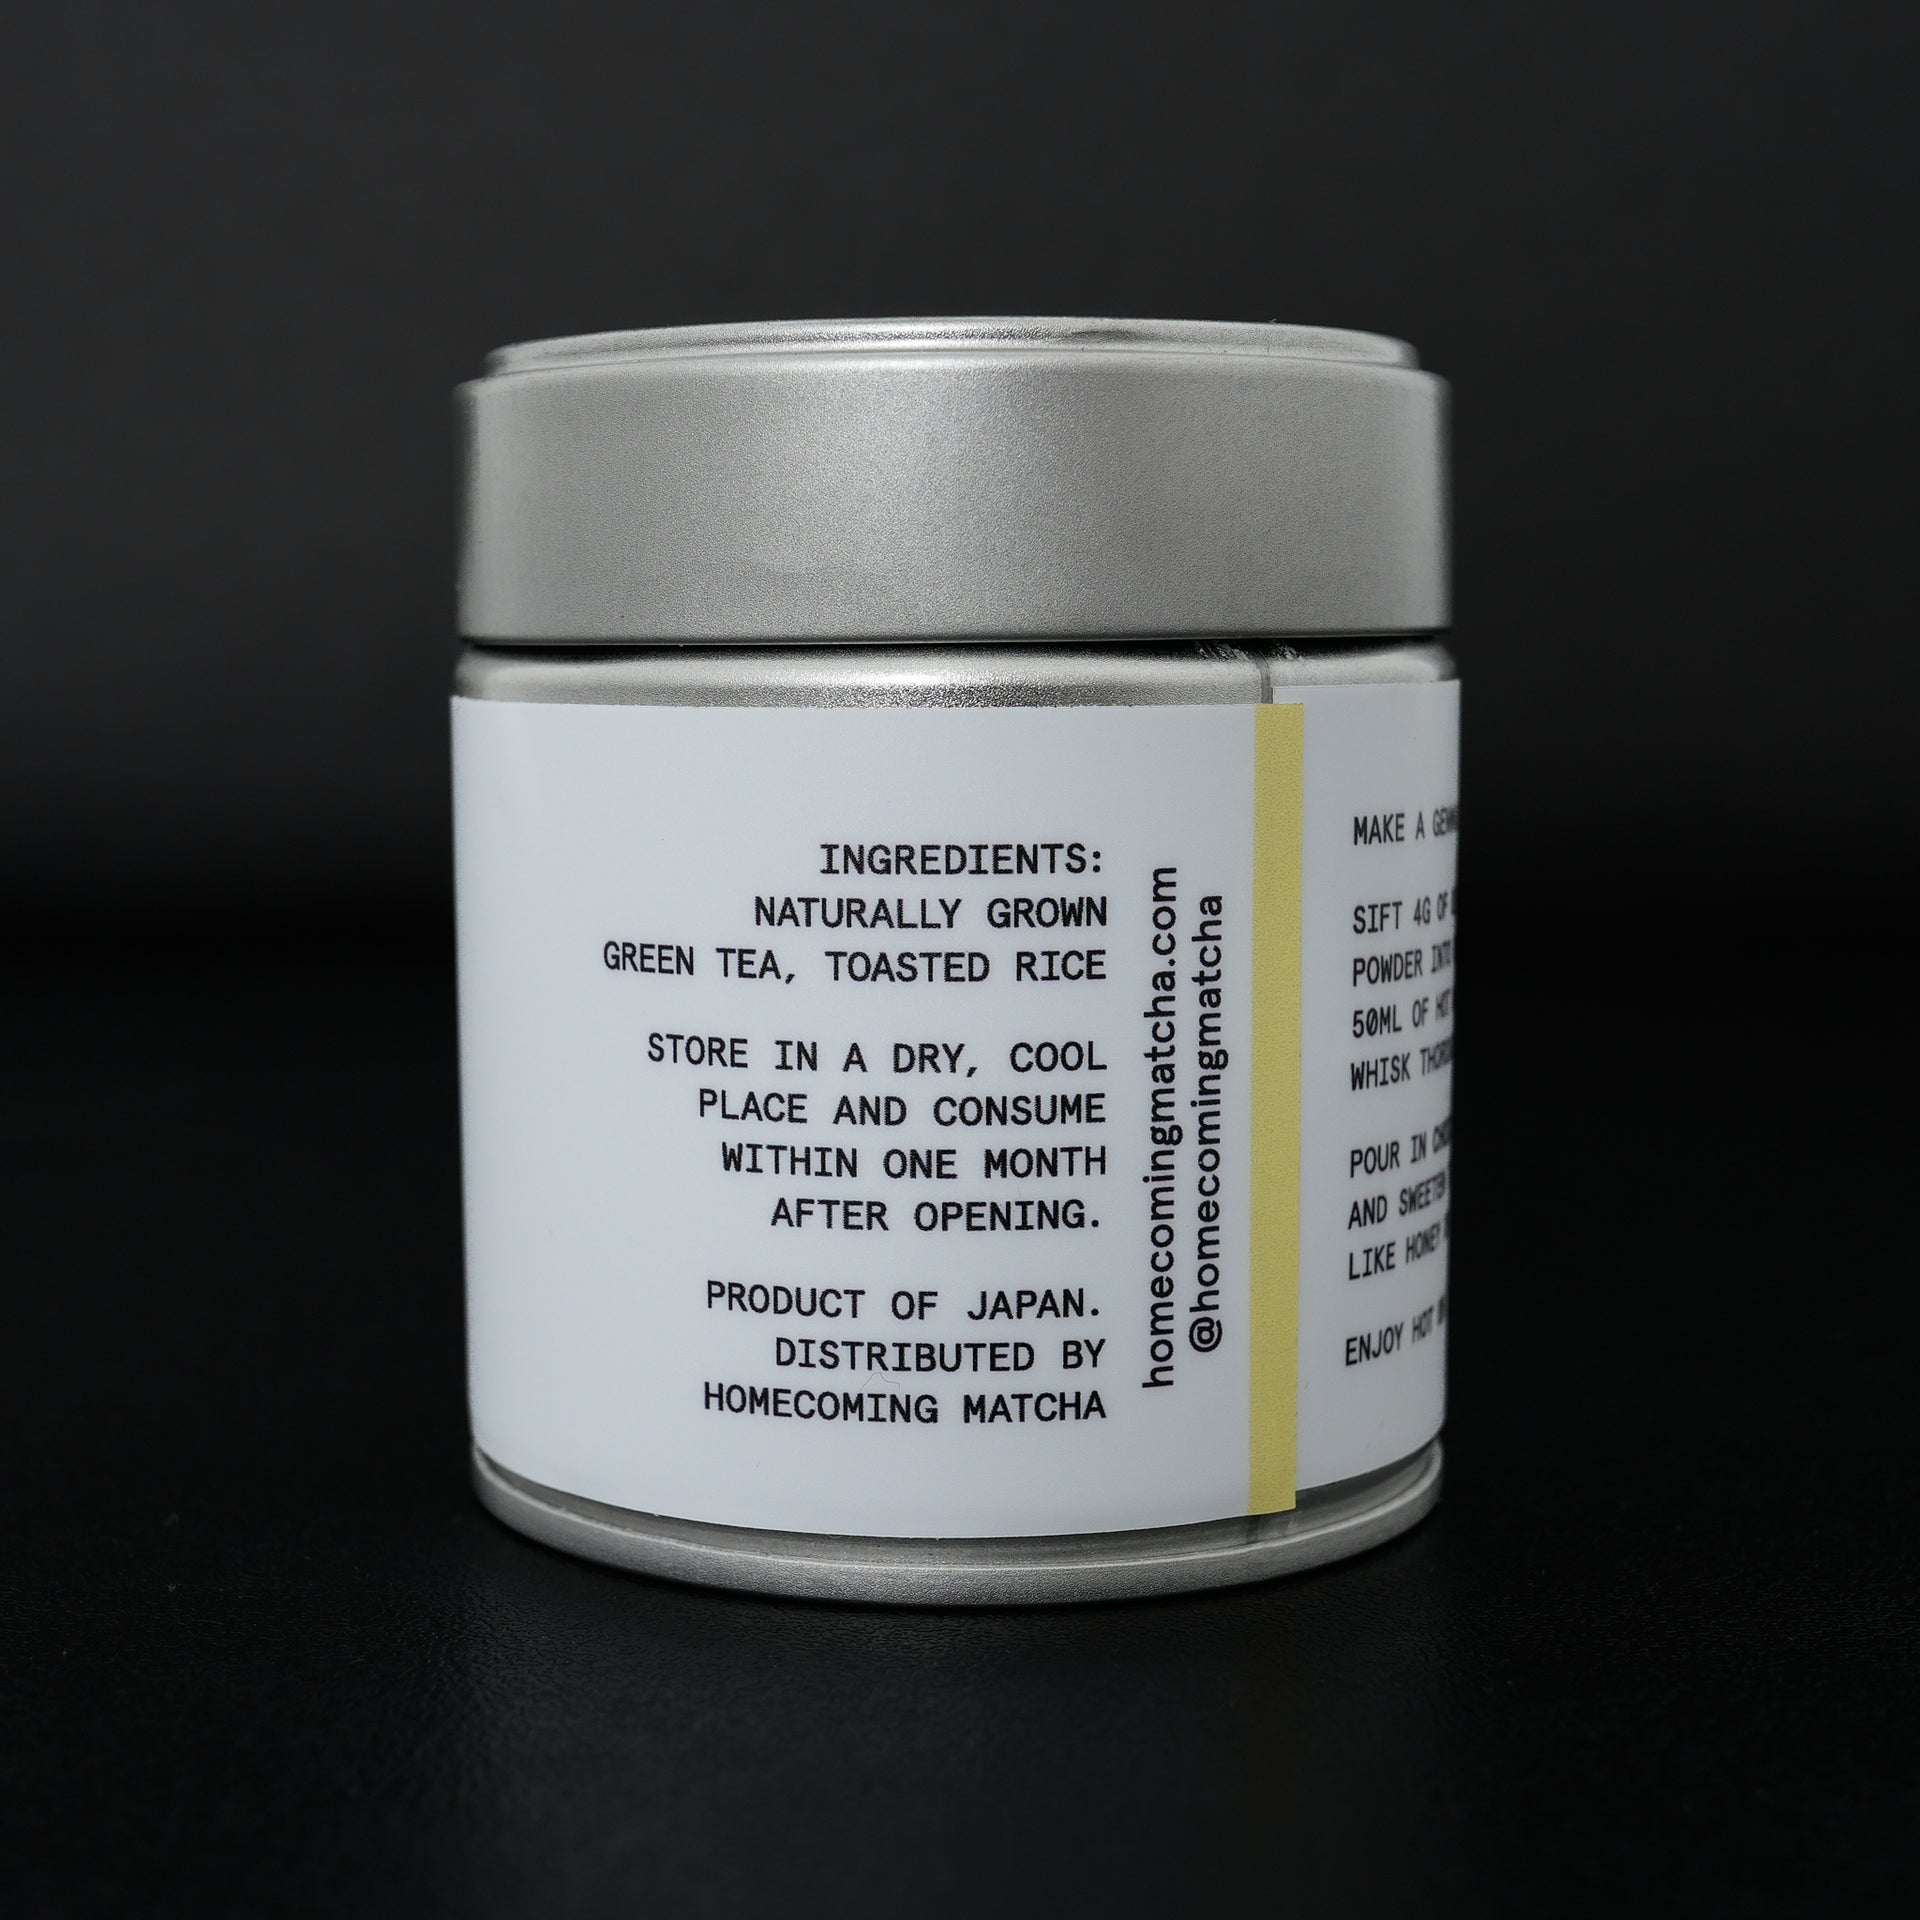 INGREDIENTS:
NATURALLY GROWN
GREEN TEA, TOASTED RICE
STORE IN A DRY, COOL
PLACE AND CONSUME
WITHIN ONE MONTH
AFTER OPENING.
PRODUCT OF JAPAN.
DISTRIBUTED BY
HOMECOMING MATCHA
homecomingmatcha.com
@homecomingmatcha
MAKE A
SIFT 4G OF
POWDER INTO
50ML OF HOT
WHISK
POUR IN
AND SWEETEN
LIKE HONEY
ENJOY HOT